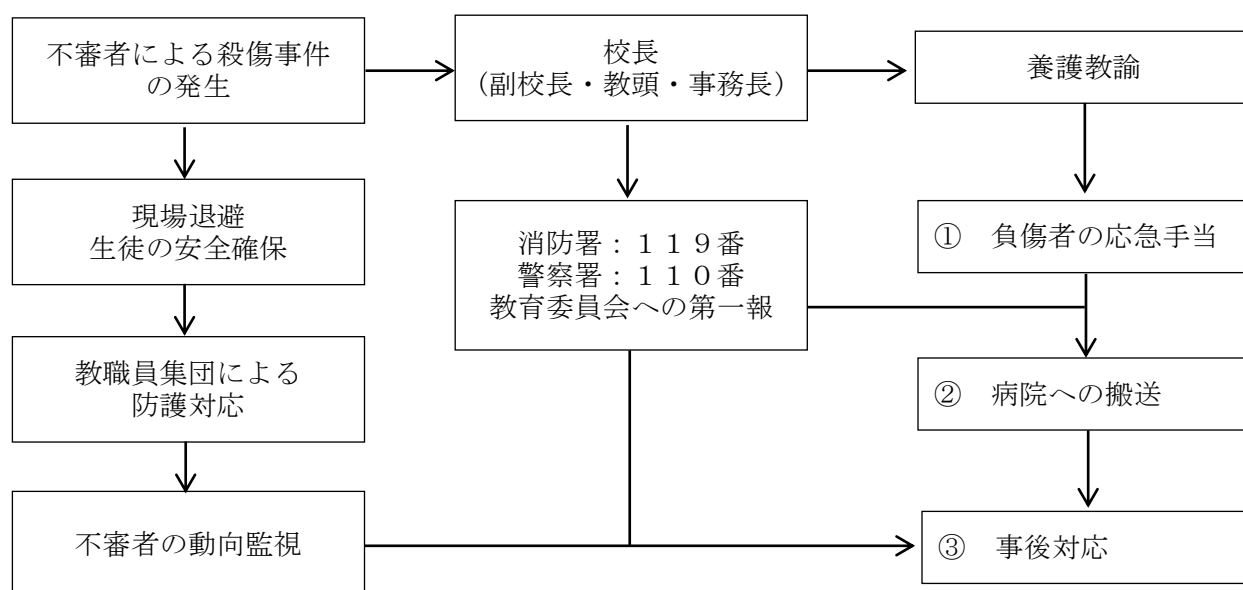 不審者による殺傷事件
の発生
校長
（副校長・教頭・事務長）
養護教諭
現場退避
生徒の安全確保
消防署：１１９番
警察署：１１０番
教育委員会への第一報
①　負傷者の応急手当
教職員集団による
防護対応
②　病院への搬送
不審者の動向監視
③　事後対応